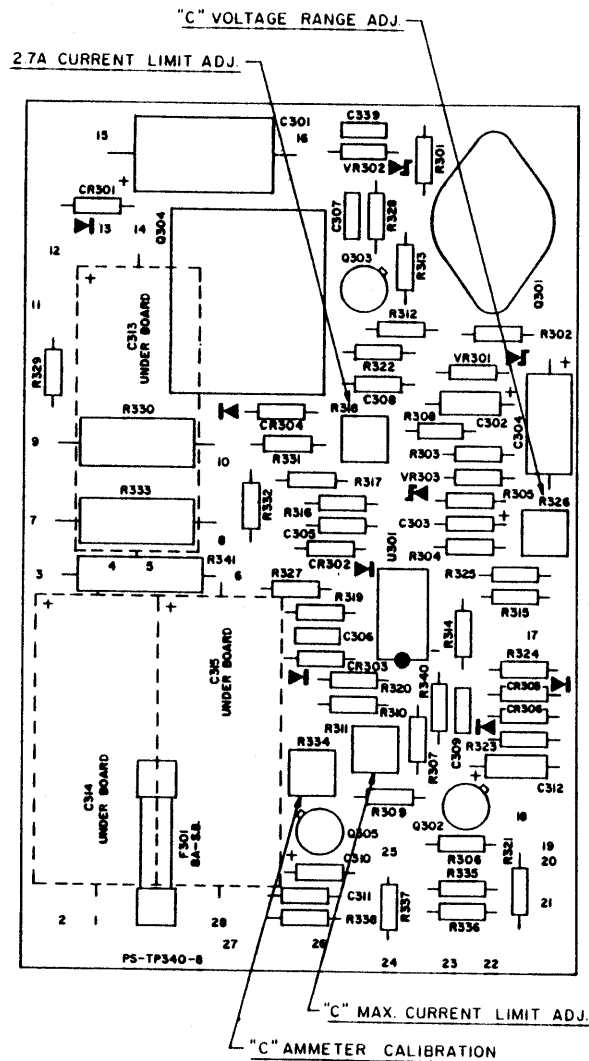 "C" VOLTAGE RANGE ADJ.
2.7A CURRENT LIMIT ADJ.
15
C301
16
C339
VR302
R301
CR301
13
14
Q304
C307
R328
12
Q303
R313
Q301
11
C313
UNDER BOARD
R312
R302
R329
R322
VR301
C308
R318
C302
C304
R330
CR304
R308
9
10
R331
R303
R317
VR303
R333
R332
R316
R305
R326
7
8
C305
C303
CR302
U301
R304
3
4
5
R341
6
R327
R325
R319
R315
C306
R314
17
C315
UNDER BOARD
CR303
R324
R320
R340
CR305
R310
CR306
R311
R323
R334
R307
C309
C312
C314
UNDER BOARD
R309
Q302
18
F301
8A-S.B.
Q305
25
R306
R321
19
20
C310
R335
C311
R337
21
2
1
28
R338
R336
27
26
PS-TP340-8
24
23
22
"C" MAX. CURRENT LIMIT ADJ.
"C" AMMETER CALIBRATION